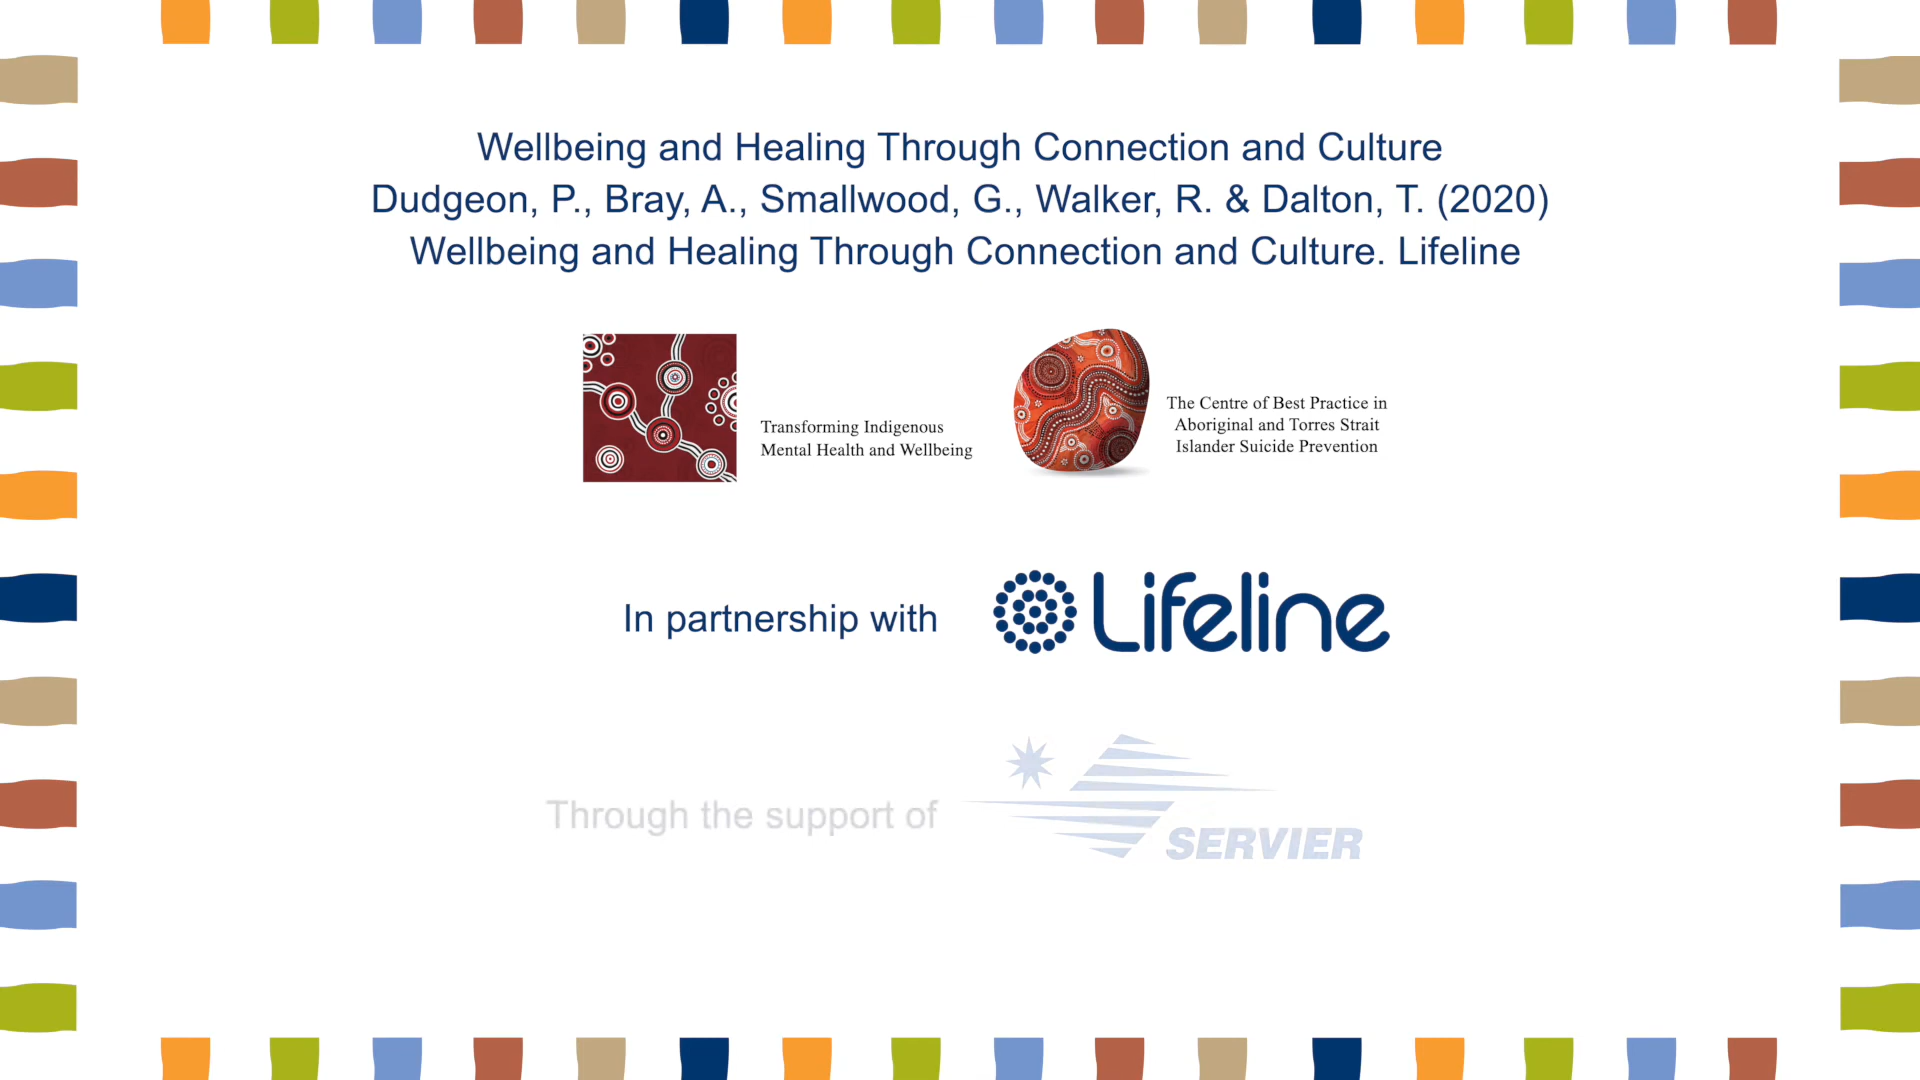 Wellbeing and Healing Through Connection and Culture
Dudgeon, P., Bray, A., Smallwood, G., Walker, R. & Dalton, T. (2020)
Wellbeing and Healing Through Connection and Culture. Lifeline
Transforming Indigenous
Mental Health and Wellbeing
The Centre of Best Practice in
Aboriginal and Torres Strait
Islander Suicide Prevention
In partnership with
Lifeline
Through the support of
SERVIER